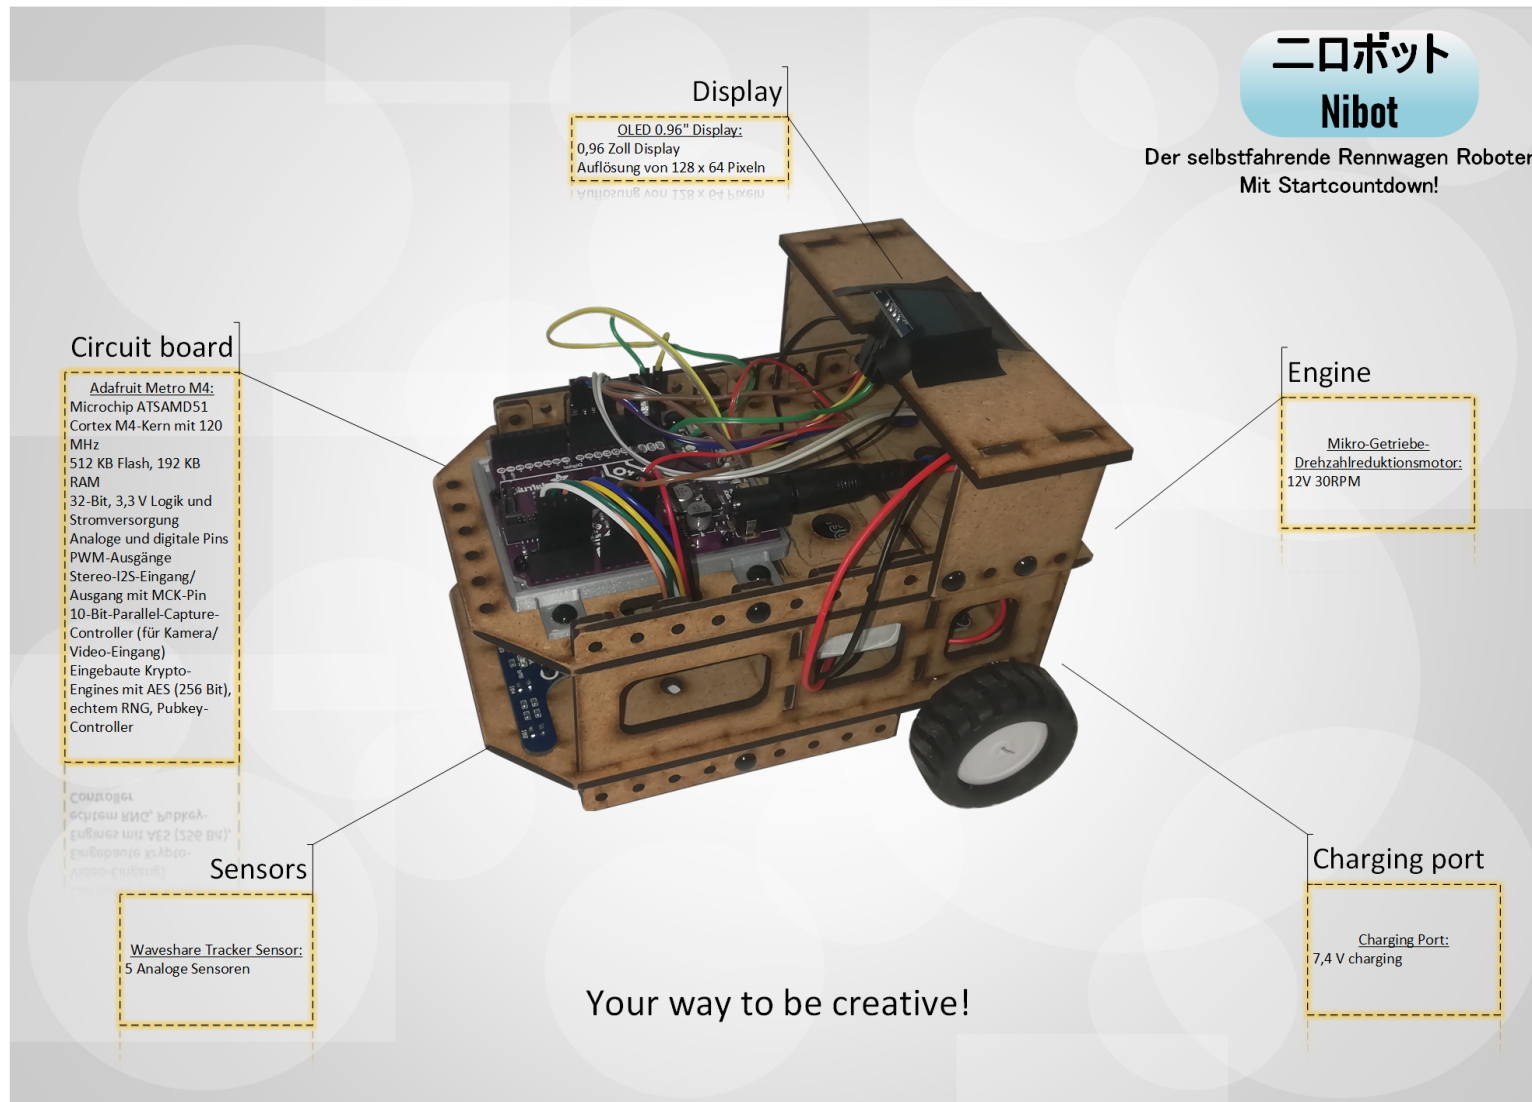 二ロボット
Nibot
Der selbstfahrende Rennwagen Roboter
Mit Startcountdown!
Display
OLED 0.96" Display:
0,96 Zoll Display
Auflösung von 128 x 64 Pixeln
Circuit board
Adafruit Metro M4:
Microchip ATSAMD51
Cortex M4-Kern mit 120
MHz
512 KB Flash, 192 KB
RAM
32-Bit, 3,3 V Logik und
Stromversorgung
Analoge und digitale Pins
PWM-Ausgänge
Stereo-I2S-Eingang/
Ausgang mit MCK-Pin
10-Bit-Parallel-Capture-
Controller (für Kamera/
Video-Eingang)
Eingebaute Krypto-
Engines mit AES (256 Bit),
echtem RNG, Pubkey-
Controller
Engine
Mikro-Getriebe-
Drehzahlreduktionsmotor:
12V 30RPM
Sensors
Waveshare Tracker Sensor:
5 Analoge Sensoren
Charging port
Charging Port:
7,4 V charging
Your way to be creative!